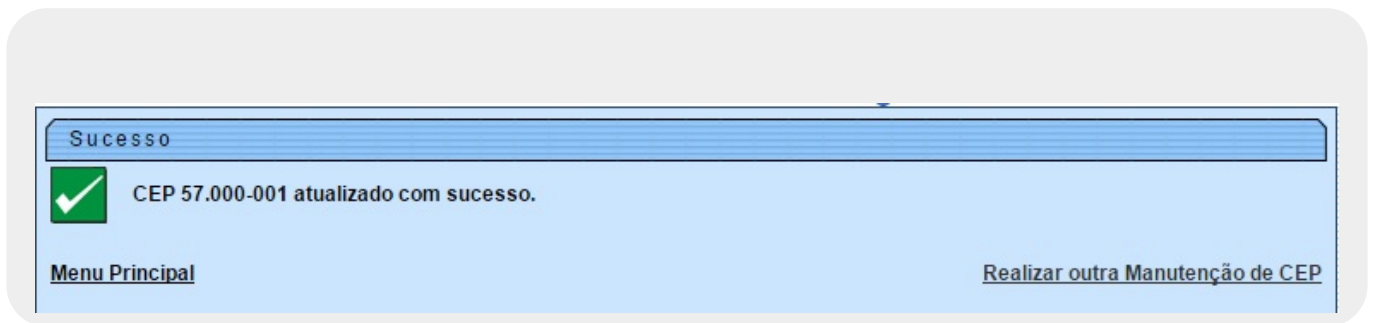 Sucesso
CEP 57.000-001 atualizado com sucesso.
Menu Principal
Realizar outra Manutenção de CEP